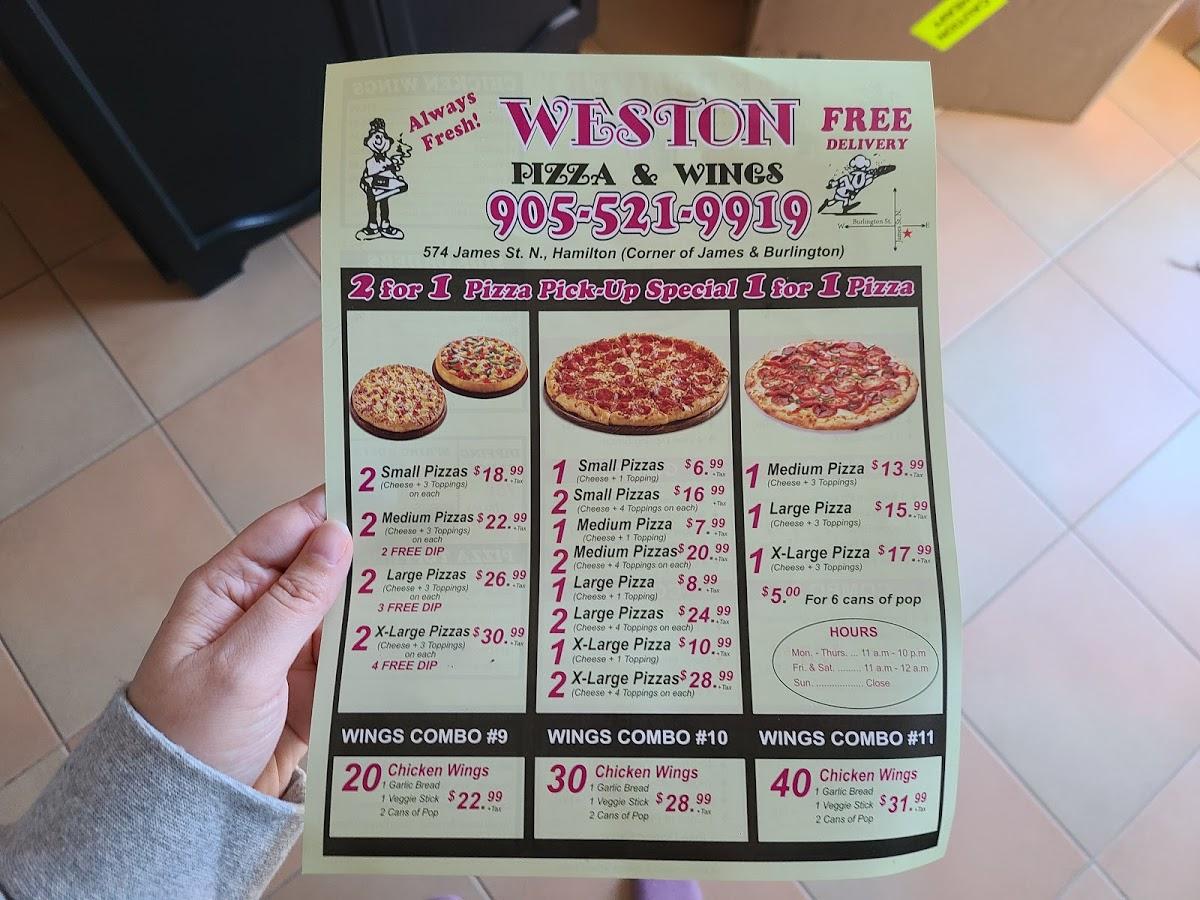 CAUTION
HEAVY
Always
Fresh!
WESTON
PIZZA & WINGS
905-521-9919
FREE
DELIVERY
Burlington St.
W E
574 James St. N., Hamilton (Corner of James & Burlington)
2 for 1 Pizza Pick-Up Special 1 for 1 Pizza
2 Small Pizzas $18.99
(Cheese + 3 Toppings) +Tax
on each
2 Medium Pizzas $22.99
(Cheese + 3 Toppings) +Tax
on each
2 FREE DIP
2 Large Pizzas $26.99
(Cheese + 3 Toppings) +Tax
on each
3 FREE DIP
2 X-Large Pizzas $30.99
(Cheese + 3 Toppings) +Tax
on each
4 FREE DIP
1 Small Pizzas $6.99
(Cheese + 1 Topping) +Tax
2 Small Pizzas $16 99
(Cheese + 4 Toppings on each) +Tax
1 Medium Pizza $7.99
(Cheese + 1 Topping) +Tax
2 Medium Pizzas $20.99
(Cheese + 4 Toppings on each) +Tax
1 Large Pizza $8.99
(Cheese + 1 Topping) +Tax
2 Large Pizzas $24.99
(Cheese + 4 Toppings on each) +Tax
1 X-Large Pizza $10.99
(Cheese + 1 Topping) +Tax
2 X-Large Pizzas $28.99
(Cheese + 4 Toppings on each) +Tax
1 Medium Pizza $13.99
(Cheese + 3 Toppings) +Tax
1 Large Pizza $15.99
(Cheese + 3 Toppings) +Tax
1 X-Large Pizza $17.99
(Cheese + 3 Toppings) +Tax
$5.00 For 6 cans of pop
HOURS
Mon. - Thurs. ... 11 a.m - 10 p.m
Fri. & Sat. ......... 11 a.m - 12 a.m
Sun. .................. Close
WINGS COMBO #9
20 Chicken Wings
1 Garlic Bread
1 Veggie Stick $22.99
2 Cans of Pop +Tax
WINGS COMBO #10
30 Chicken Wings
1 Garlic Bread
1 Veggie Stick $28.99
2 Cans of Pop +Tax
WINGS COMBO #11
40 Chicken Wings
1 Garlic Bread
1 Veggie Stick $31.99
2 Cans of Pop +Tax